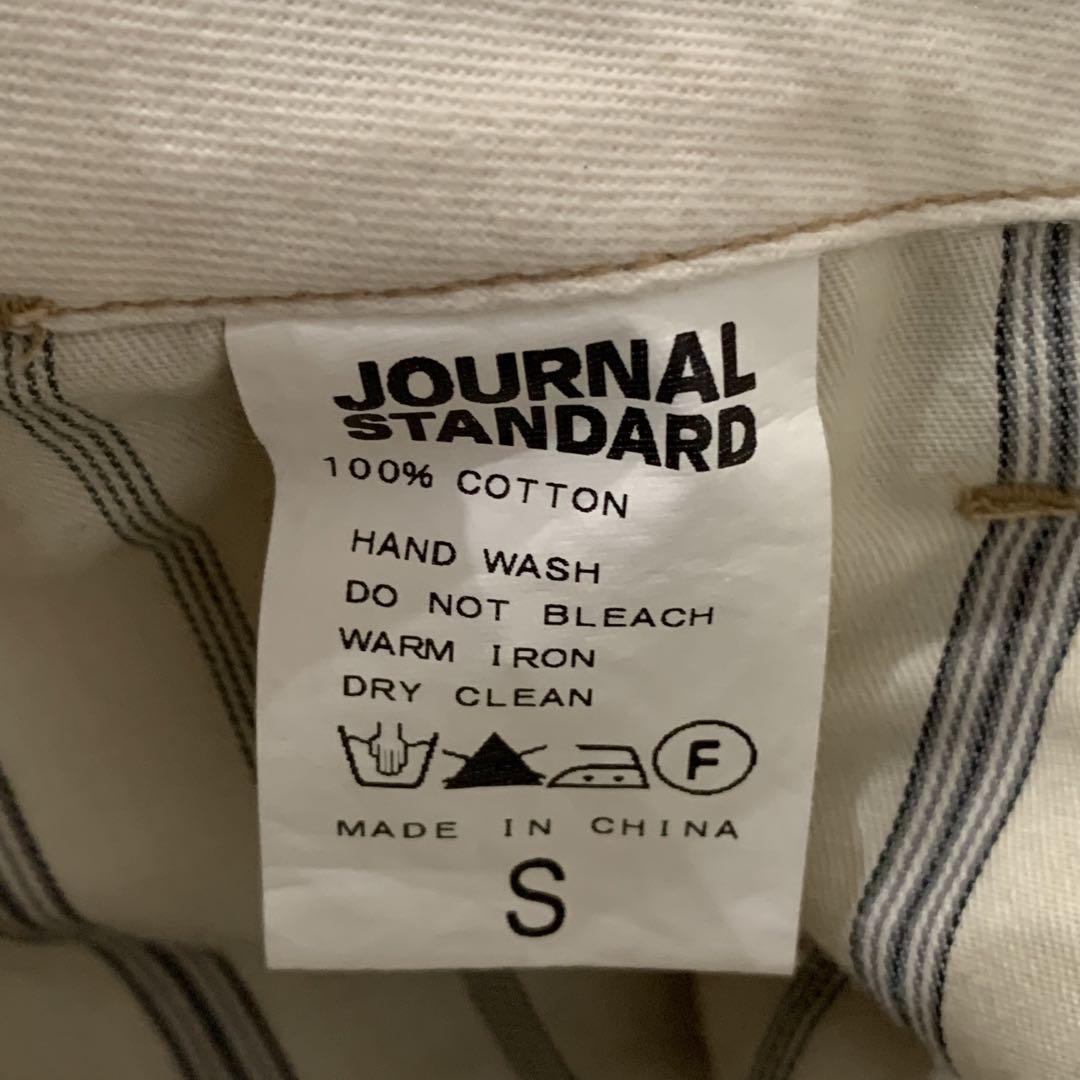 JOURNAL
STANDARD
100% COTTON
HAND WASH
DO NOT BLEACH
WARM IRON
DRY CLEAN
F
MADE IN CHINA
S